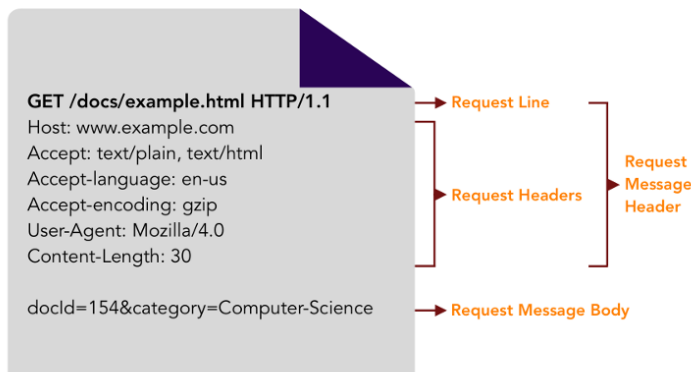 GET /docs/example.html HTTP/1.1
Host: www.example.com
Accept: text/plain, text/html
Accept-language: en-us
Accept-encoding: gzip
User-Agent: Mozilla/4.0
Content-Length: 30
docId=154&category=Computer-Science
Request Line
Request Headers
Request Message Body
Request
Message
Header